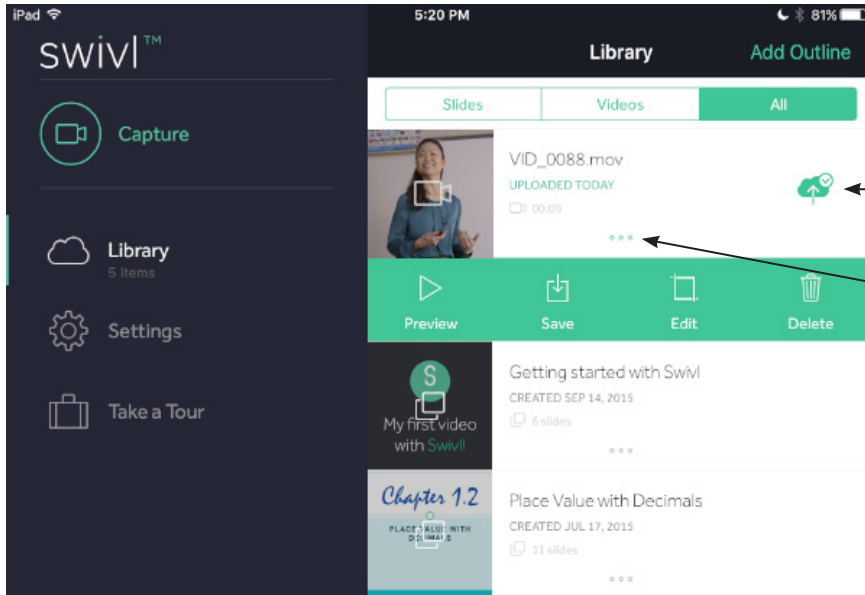 iPad 5:20 PM 81%
swivl™
Capture
Library
5 Items
Settings
Take a Tour
Library Add Outline
Slides Videos All
VID_0088.mov
UPLOADED TODAY
00:09
Preview Save Edit Delete
S
My first video
with Swivl!
Getting started with Swivl
CREATED SEP 14, 2015
6 slides
Chapter 1.2
PLACE VALUE WITH
DECIMALS
Place Value with Decimals
CREATED JUL 17, 2015
11 slides